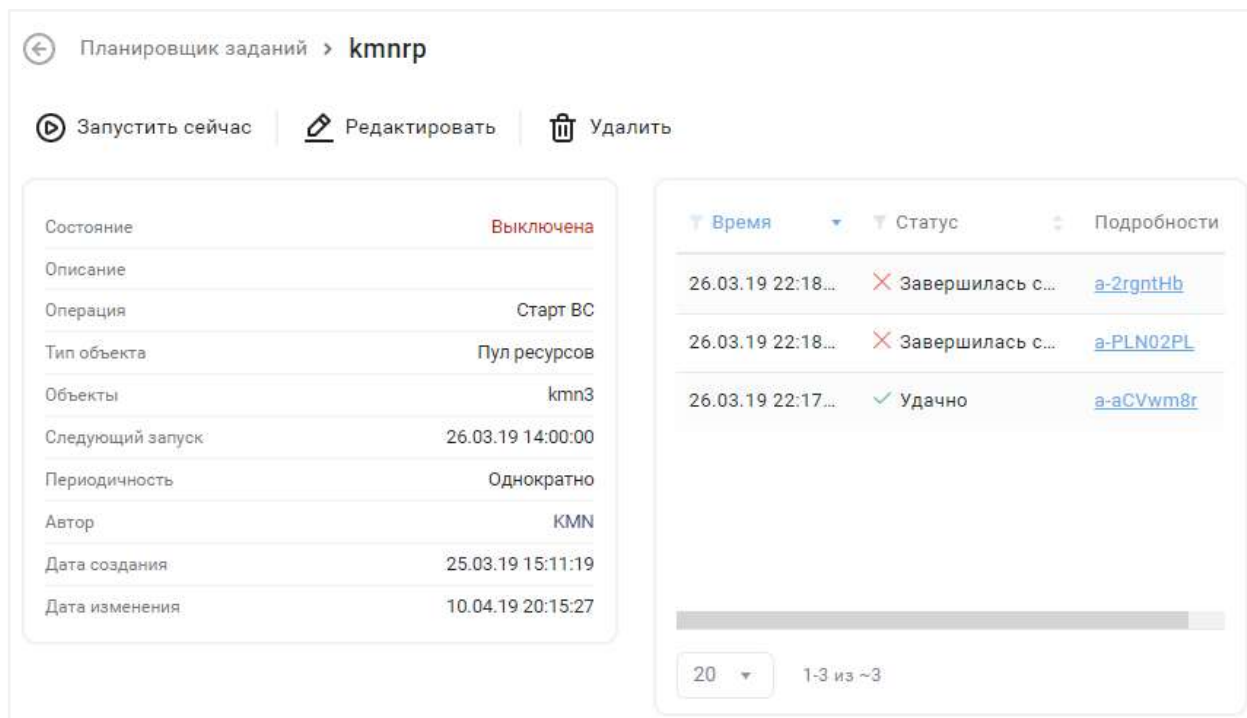 Планировщик заданий > kmnrp
Запустить сейчас Редактировать Удалить
Состояние Выключена
Описание
Операция Старт ВС
Тип объекта Пул ресурсов
Объекты kmn3
Следующий запуск 26.03.19 14:00:00
Периодичность Однократно
Автор KMN
Дата создания 25.03.19 15:11:19
Дата изменения 10.04.19 20:15:27
Время Статус Подробности
26.03.19 22:18... Завершилась с... a-2rgntHb
26.03.19 22:18... Завершилась с... a-PLN02PL
26.03.19 22:17... Удачно a-aCVwm8r
20 1-3 из ~3